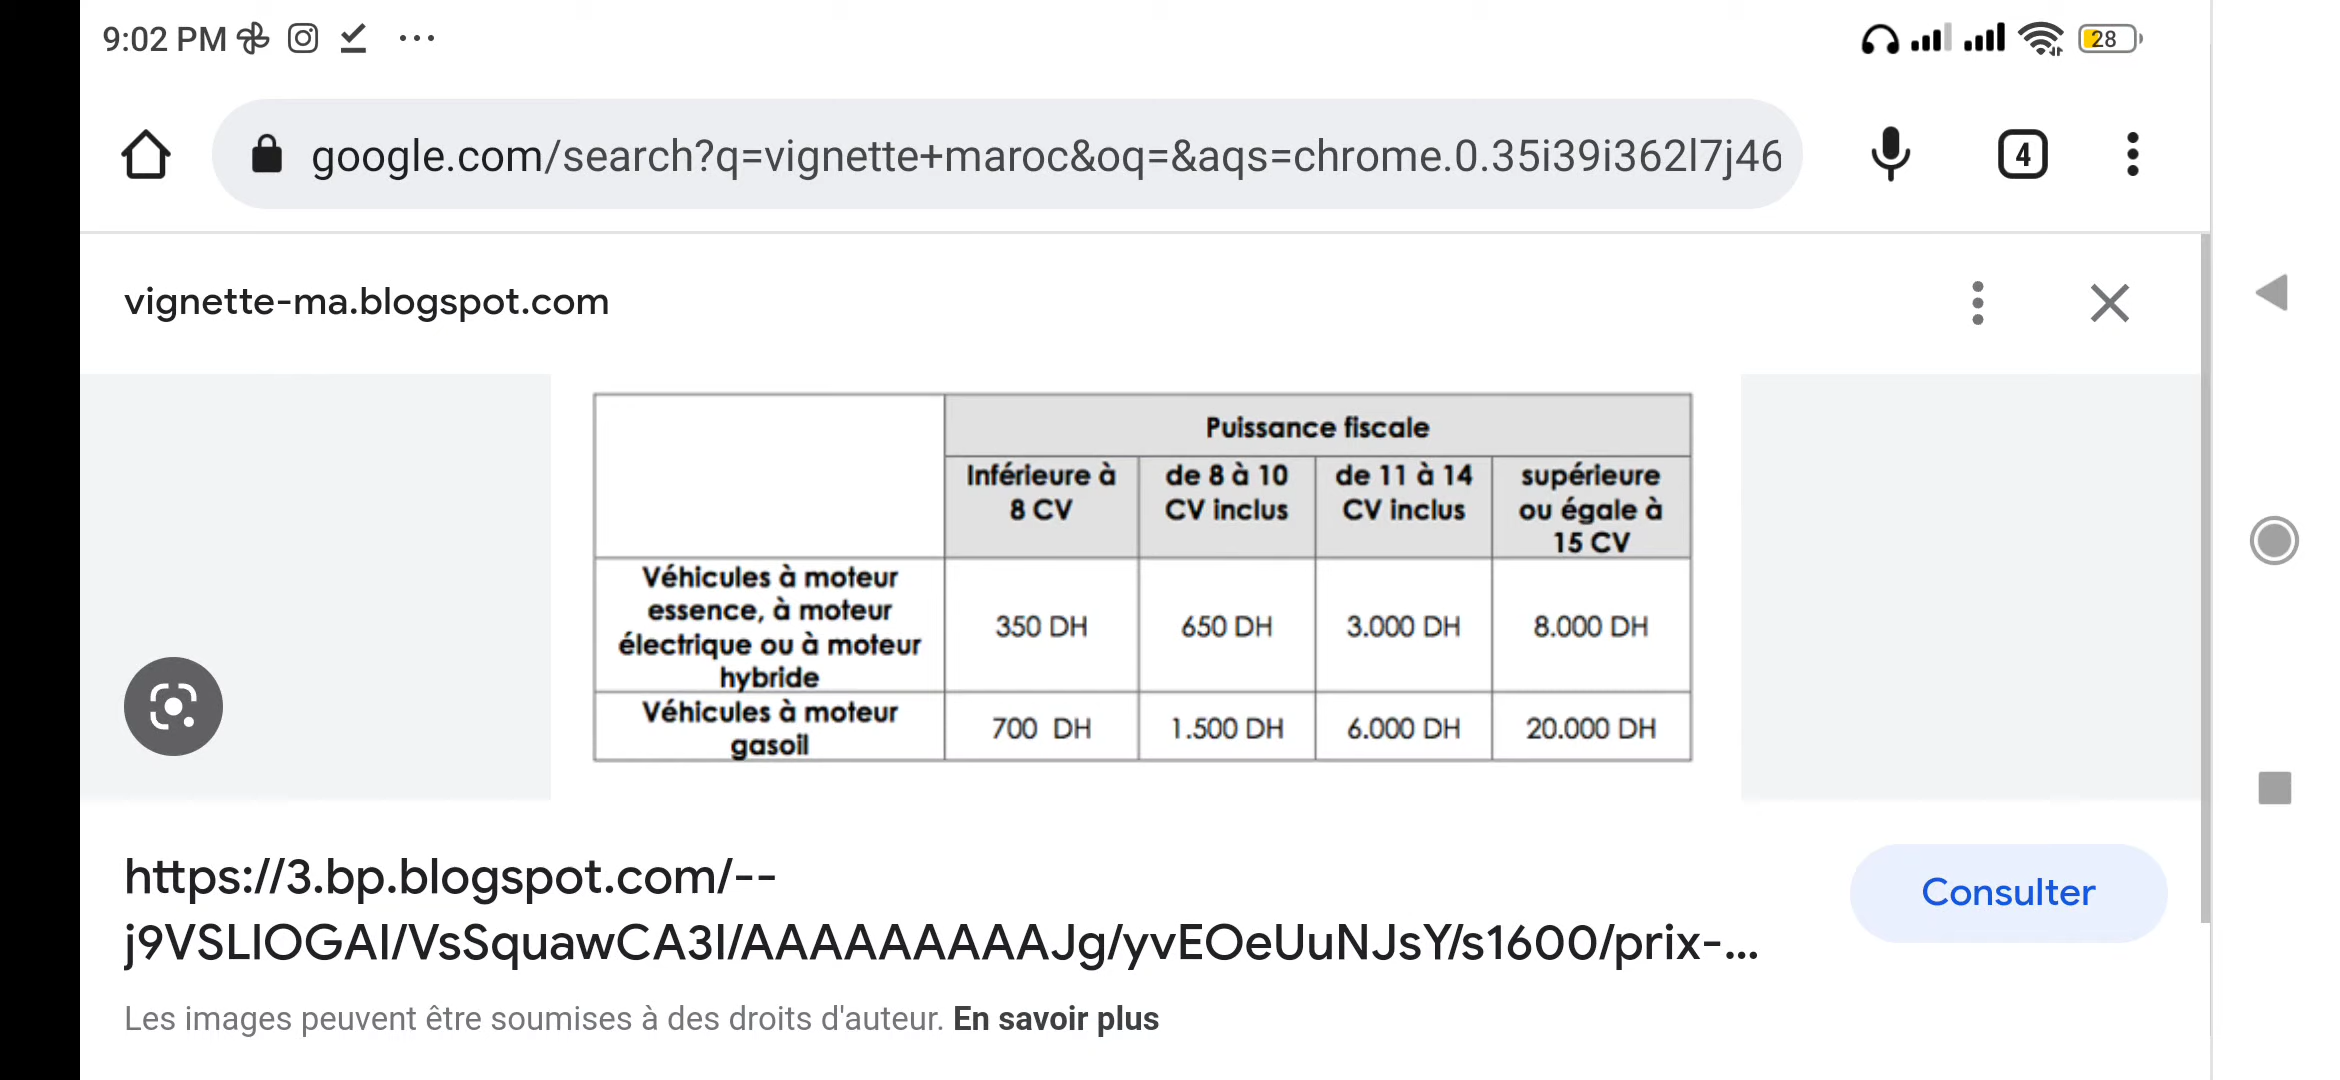 9:02 PM
28
google.com/search?q=vignette+maroc&oq=&aqs=chrome.0.35i39i362l7j46
4
vignette-ma.blogspot.com
Puissance fiscale
Inférieure à
8 CV
de 8 à 10
CV inclus
de 11 à 14
CV inclus
supérieure
ou égale à
15 CV
Véhicules à moteur
essence, à moteur
électrique ou à moteur
hybride
350 DH
650 DH
3.000 DH
8.000 DH
Véhicules à moteur
gasoil
700 DH
1.500 DH
6.000 DH
20.000 DH
https://3.bp.blogspot.com/--
j9VSLIOGAI/VsSquawCA3I/AAAAAAAAAJg/yvEOeUuNJsY/s1600/prix-...
Consulter
Les images peuvent être soumises à des droits d'auteur. En savoir plus